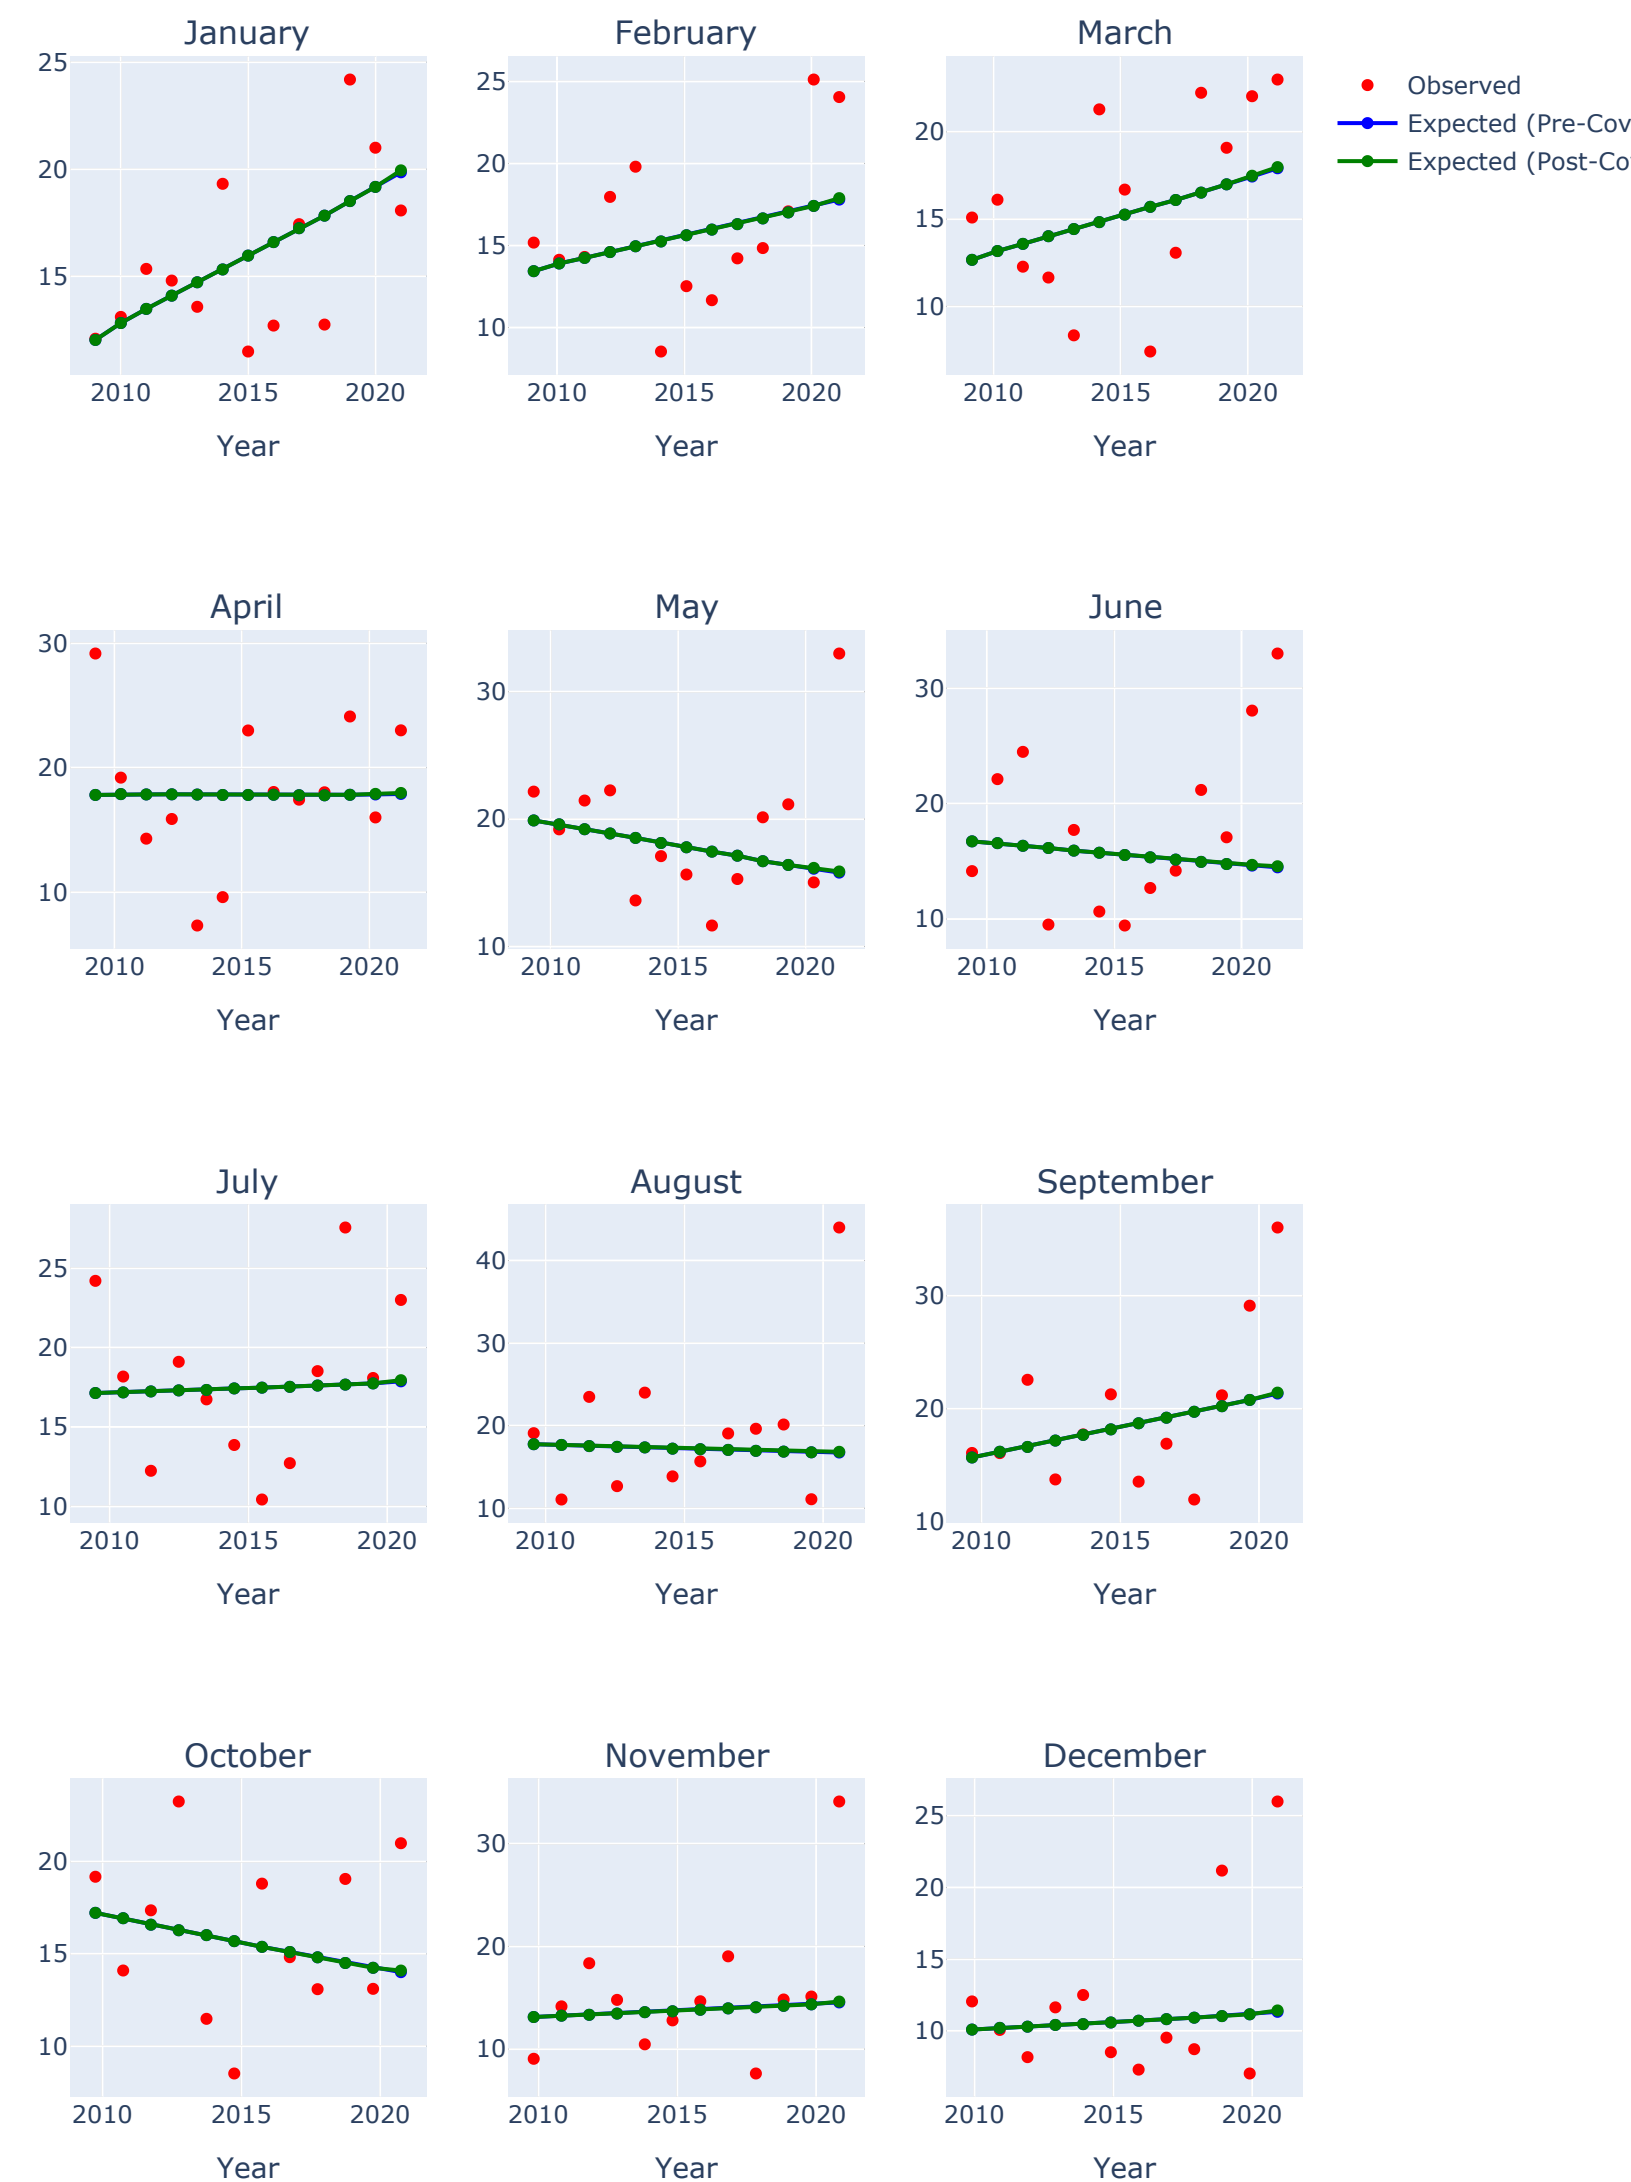 January
February
March
25
20
15
2010 2015 2020
Year
25
20
15
10
2010 2015 2020
Year
20
15
10
2010 2015 2020
Year
Observed
Expected (Pre-Cov
Expected (Post-Co
April
May
June
30
20
10
2010 2015 2020
Year
30
20
10
2010 2015 2020
Year
30
20
10
2010 2015 2020
Year
July
August
September
25
20
15
10
2010 2015 2020
Year
40
30
20
10
2010 2015 2020
Year
30
20
10
2010 2015 2020
Year
October
November
December
20
15
10
2010 2015 2020
Year
30
20
10
2010 2015 2020
Year
25
20
15
10
2010 2015 2020
Year